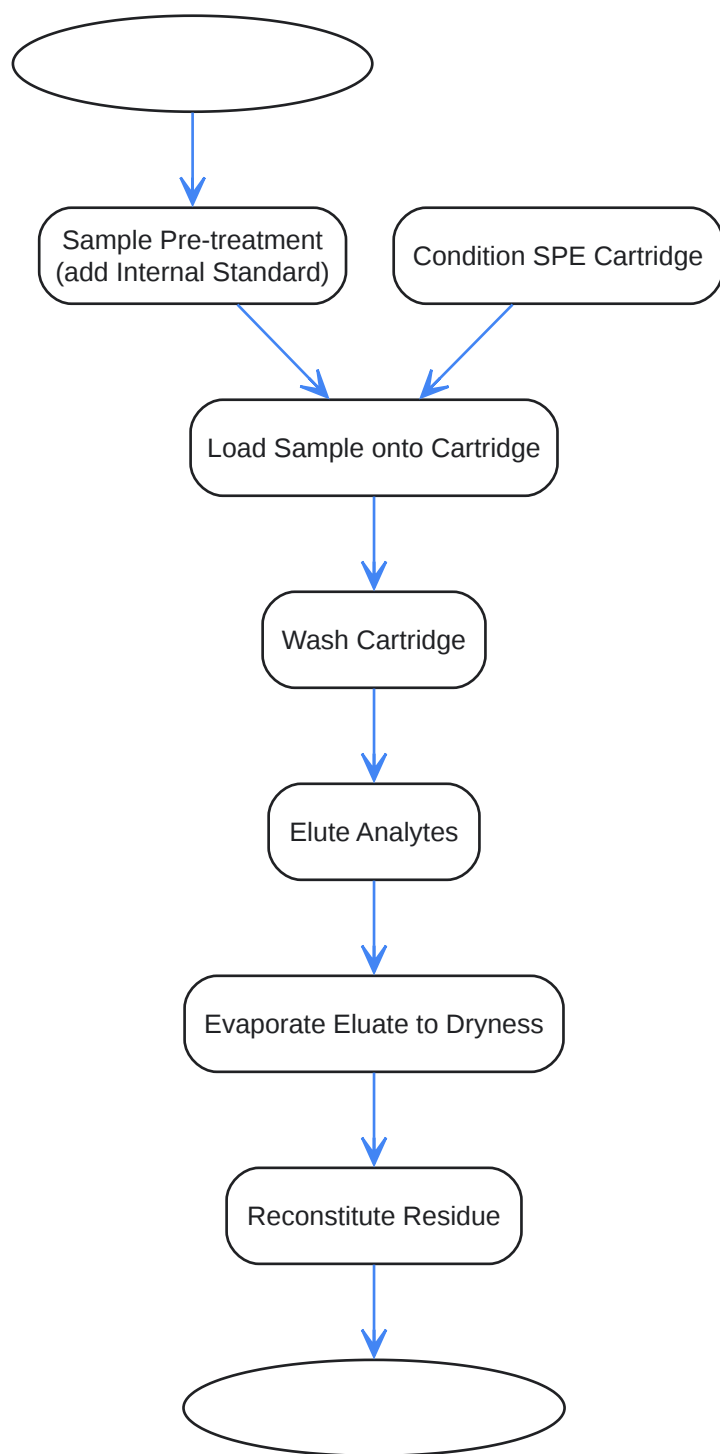 Sample Pre-treatment
(add Internal Standard)
Condition SPE Cartridge
Load Sample onto Cartridge
Wash Cartridge
Elute Analytes
Evaporate Eluate to Dryness
Reconstitute Residue